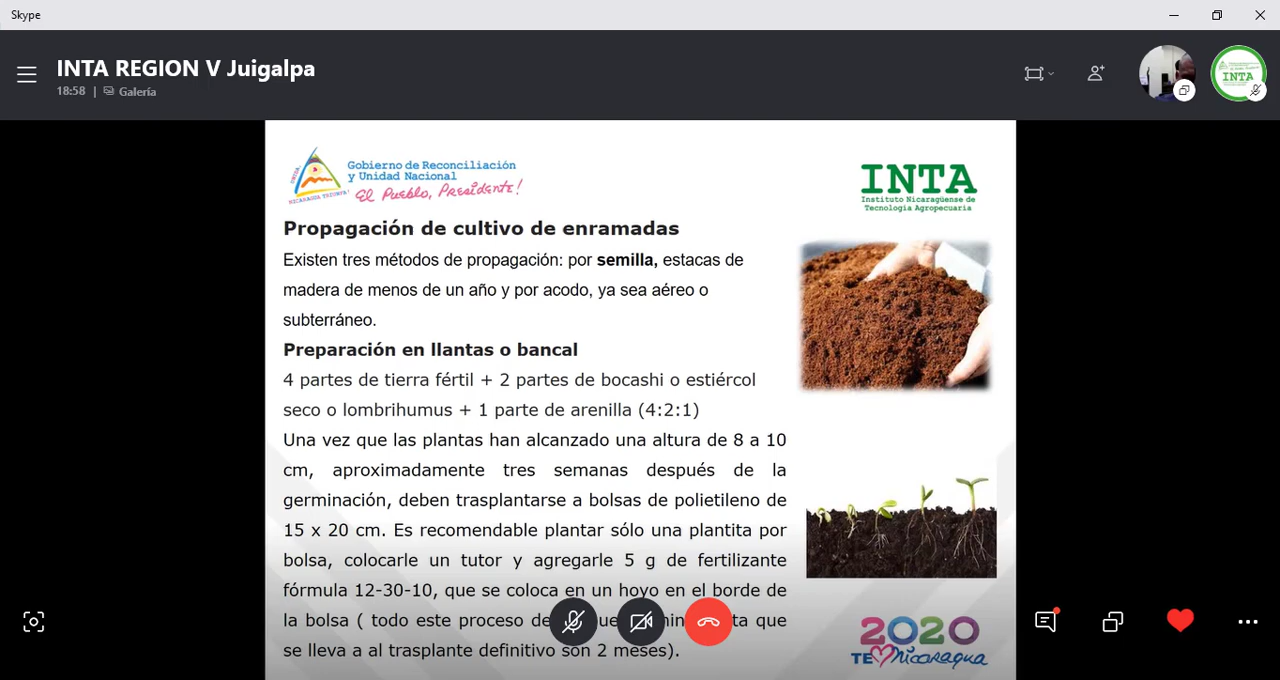 Skype
INTA REGION V Juigalpa
18:58 | Galería
INTA
Gobierno de Reconciliación
y Unidad Nacional
El Pueblo, Presidente!
NICARAGUA TRIUNFA!
INTA
Instituto Nicaragüense de
Tecnología Agropecuaria
Propagación de cultivo de enramadas
Existen tres métodos de propagación: por semilla, estacas de
madera de menos de un año y por acodo, ya sea aéreo o
subterráneo.
Preparación en llantas o bancal
4 partes de tierra fértil + 2 partes de bocashi o estiércol
seco o lombrihumus + 1 parte de arenilla (4:2:1)
Una vez que las plantas han alcanzado una altura de 8 a 10
cm, aproximadamente tres semanas después de la
germinación, deben trasplantarse a bolsas de polietileno de
15 x 20 cm. Es recomendable plantar sólo una plantita por
bolsa, colocarle un tutor y agregarle 5 g de fertilizante
fórmula 12-30-10, que se coloca en un hoyo en el borde de
la bolsa ( todo este proceso que
se lleva a al trasplante definitivo son 2 meses).
2020
TE Nicaragua